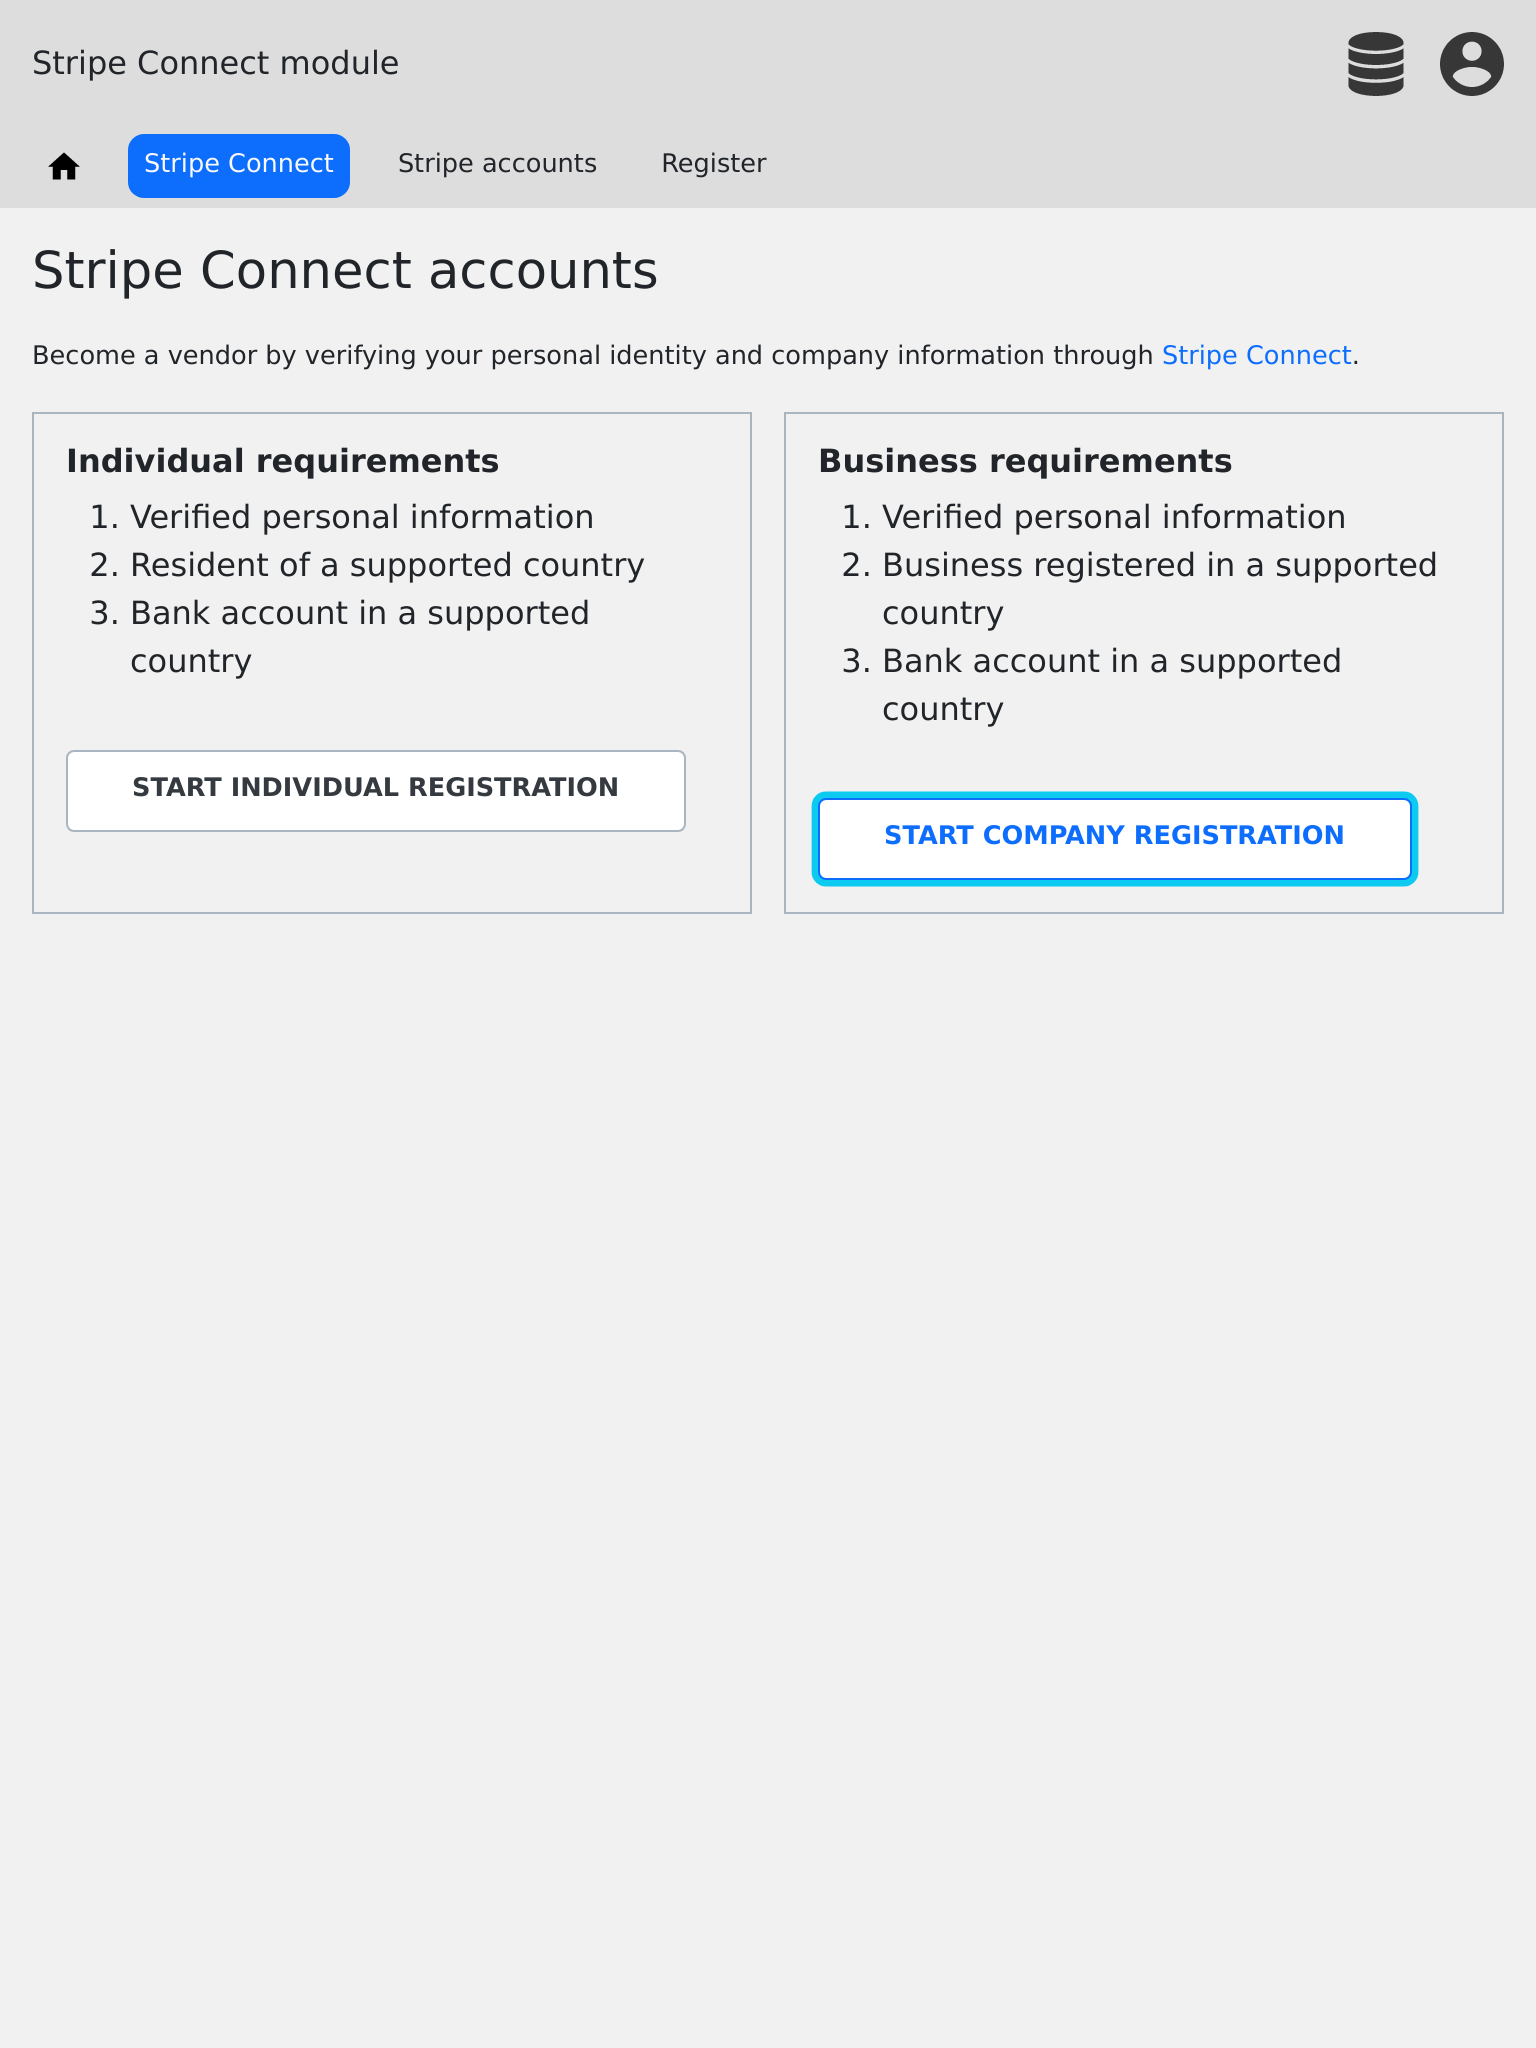 Stripe Connect module
Stripe Connect
Stripe accounts
Register
Stripe Connect accounts
Become a vendor by verifying your personal identity and company information through Stripe Connect.
Individual requirements
1. Verified personal information
2. Resident of a supported country
3. Bank account in a supported
country
START INDIVIDUAL REGISTRATION
Business requirements
1. Verified personal information
2. Business registered in a supported
country
3. Bank account in a supported
country
START COMPANY REGISTRATION